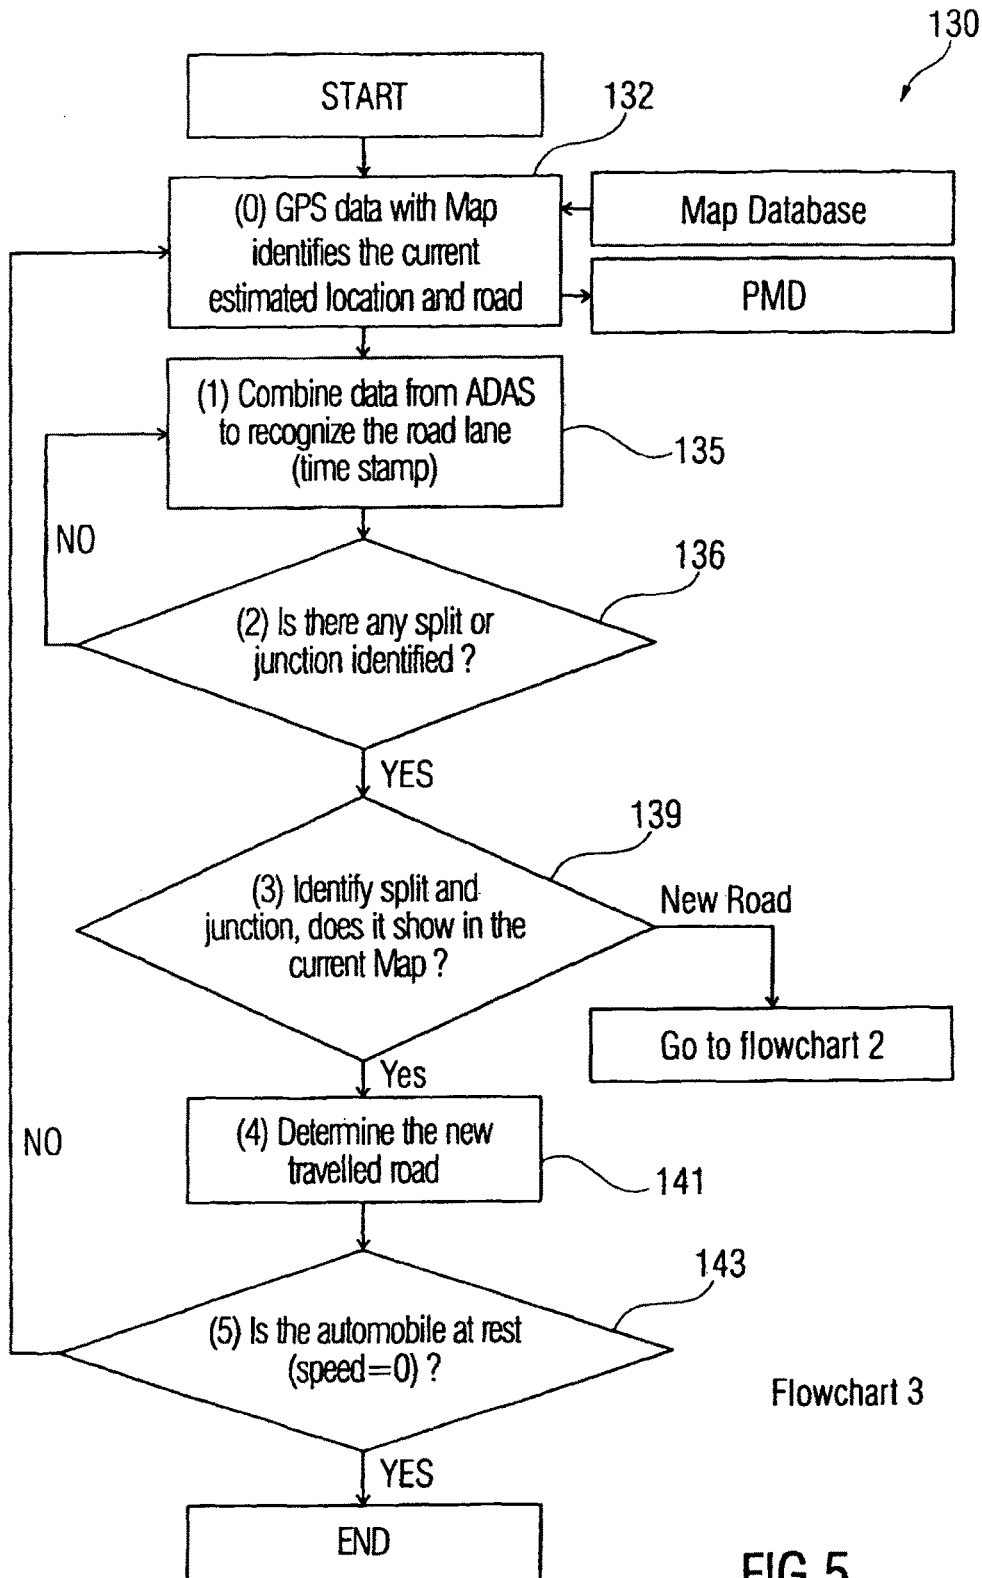 130
START
132
(0) GPS data with Map
identifies the current
estimated location and road
Map Database
PMD
(1) Combine data from ADAS
to recognize the road lane
(time stamp)
135
NO
136
(2) Is there any split or
junction identified ?
YES
139
(3) Identify split and
junction, does it show in the
current Map ?
New Road
Go to flowchart 2
Yes
(4) Determine the new
travelled road
141
NO
143
(5) Is the automobile at rest
(speed=0) ?
Flowchart 3
YES
END
FIG 5